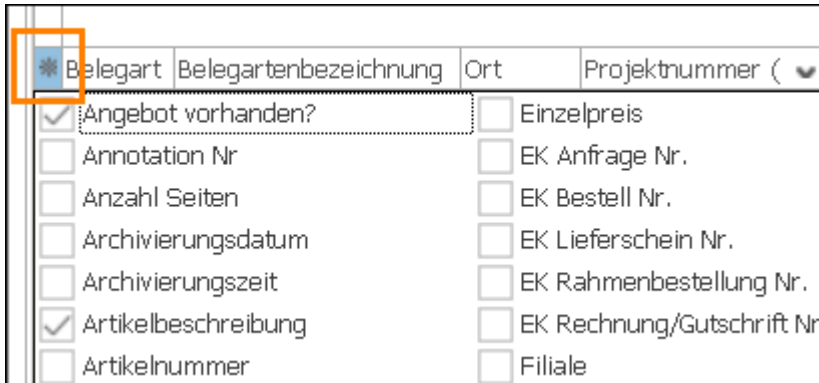 Belegart Belegartenbezeichnung Ort Projektnummer (
Angebot vorhanden? Einzelpreis
Annotation Nr EK Anfrage Nr.
Anzahl Seiten EK Bestell Nr.
Archivierungsdatum EK Lieferschein Nr.
Archivierungszeit EK Rahmenbestellung Nr.
Artikelbeschreibung EK Rechnung/Gutschrift Nr
Artikelnummer Filiale